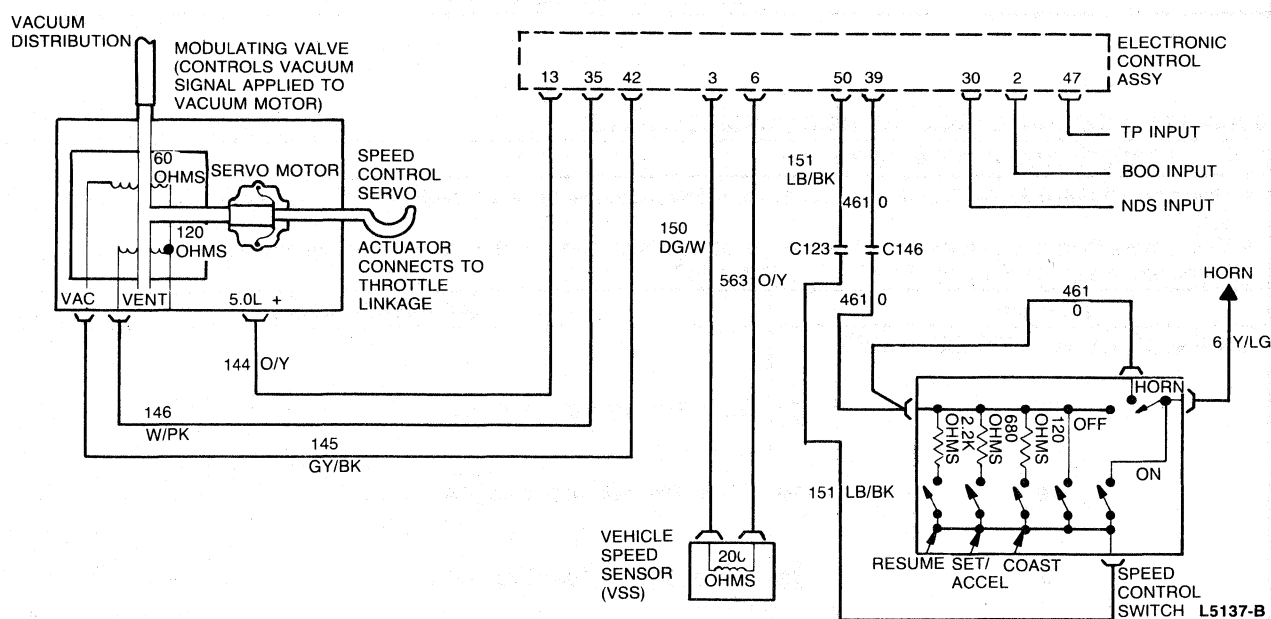 VACUUM
DISTRIBUTION
MODULATING VALVE
(CONTROLS VACUUM
SIGNAL APPLIED TO
VACUUM MOTOR)
ELECTRONIC
CONTROL
ASSY
13 35 42 3 6 50 39 30 2 47
TP INPUT
BOO INPUT
NDS INPUT
60
OHMS
SERVO MOTOR
SPEED
CONTROL
SERVO
120
OHMS
ACTUATOR
CONNECTS TO
THROTTLE
LINKAGE
VAC VENT 5.0L +
151
LB/BK
461 0
150
DG/W
C123 C146
563 O/Y
461 0
461
0
HORN
6 Y/LG
144 O/Y
146
W/PK
145
GY/BK
HORN
OFF
ON
2.2K
OHMS
680
OHMS
120
OHMS
151 LB/BK
RESUME SET/
ACCEL
COAST
VEHICLE
SPEED
SENSOR
(VSS)
200
OHMS
SPEED
CONTROL
SWITCH L5137-B